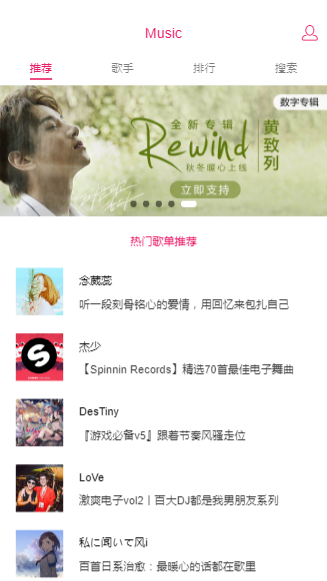 Music
推荐
歌手
排行
搜索
数字专辑
全新专辑
Rewind
秋冬暖心上线
立即支持
黄致列
热门歌单推荐
念葳蕊
听一段刻骨铭心的爱情，用回忆来包扎自己
杰少
【Spinnin Records】精选70首最佳电子舞曲
DesTiny
『游戏必备v5』跟着节奏风骚走位
LoVe
激爽电子vol2丨百大DJ都是我男朋友系列
私に闻いて风i
百首日系治愈：最暖心的话都在歌里